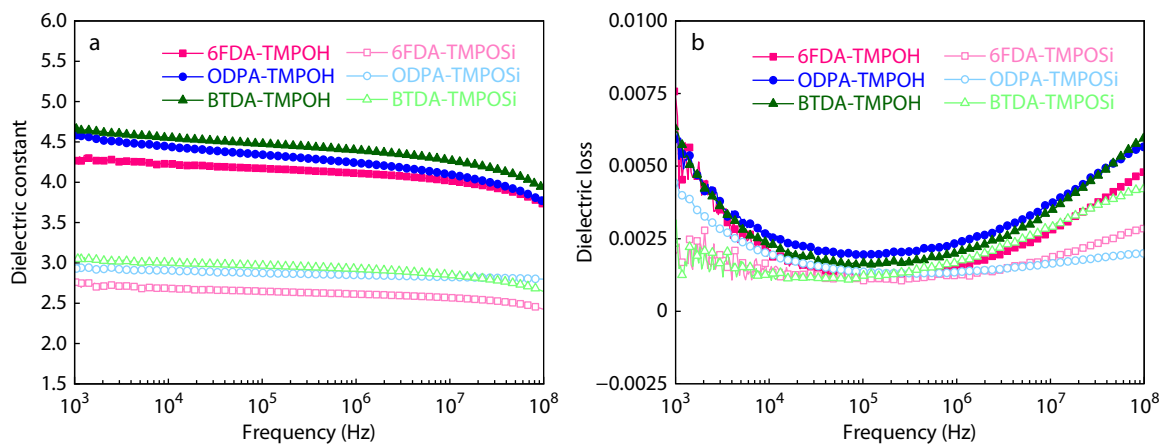 a
6FDA-TMPOH 6FDA-TMPOSi
ODPA-TMPOH ODPA-TMPOSi
BTDA-TMPOH BTDA-TMPOSi
6.0
5.5
5.0
4.5
4.0
3.5
3.0
2.5
2.0
1.5
Dielectric constant
10³ 10⁴ 10⁵ 10⁶ 10⁷ 10⁸
Frequency (Hz)
b
6FDA-TMPOH 6FDA-TMPOSi
ODPA-TMPOH ODPA-TMPOSi
BTDA-TMPOH BTDA-TMPOSi
0.0100
0.0075
0.0050
0.0025
0
−0.0025
Dielectric loss
10³ 10⁴ 10⁵ 10⁶ 10⁷ 10⁸
Frequency (Hz)